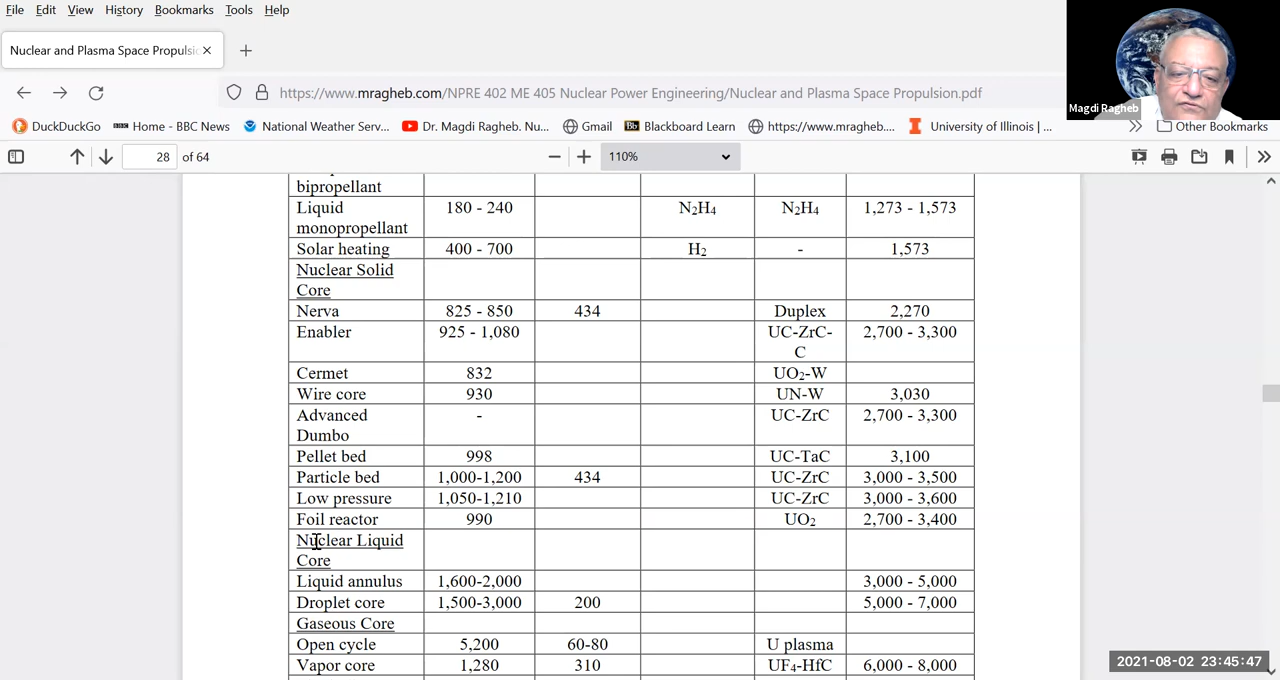 File Edit View History Bookmarks Tools Help
Nuclear and Plasma Space Propulsi
https://www.mragheb.com/NPRE 402 ME 405 Nuclear Power Engineering/Nuclear and Plasma Space Propulsion.pdf
Magdi Ragheb
DuckDuckGo BBC Home - BBC News National Weather Serv... Dr. Magdi Ragheb. Nu... Gmail Bb Blackboard Learn https://www.mragheb.... University of Illinois | ... Other Bookmarks
28 of 64 110%
bipropellant
Liquid 180 - 240 N2H4 N2H4 1,273 - 1,573
monopropellant
Solar heating 400 - 700 H2 - 1,573
Nuclear Solid
Core
Nerva 825 - 850 434 Duplex 2,270
Enabler 925 - 1,080 UC-ZrC- 2,700 - 3,300
C
Cermet 832 UO2-W
Wire core 930 UN-W 3,030
Advanced - UC-ZrC 2,700 - 3,300
Dumbo
Pellet bed 998 UC-TaC 3,100
Particle bed 1,000-1,200 434 UC-ZrC 3,000 - 3,500
Low pressure 1,050-1,210 UC-ZrC 3,000 - 3,600
Foil reactor 990 UO2 2,700 - 3,400
Nuclear Liquid
Core
Liquid annulus 1,600-2,000 3,000 - 5,000
Droplet core 1,500-3,000 200 5,000 - 7,000
Gaseous Core
Open cycle 5,200 60-80 U plasma
Vapor core 1,280 310 UF4-HfC 6,000 - 8,000
2021-08-02 23:45:47